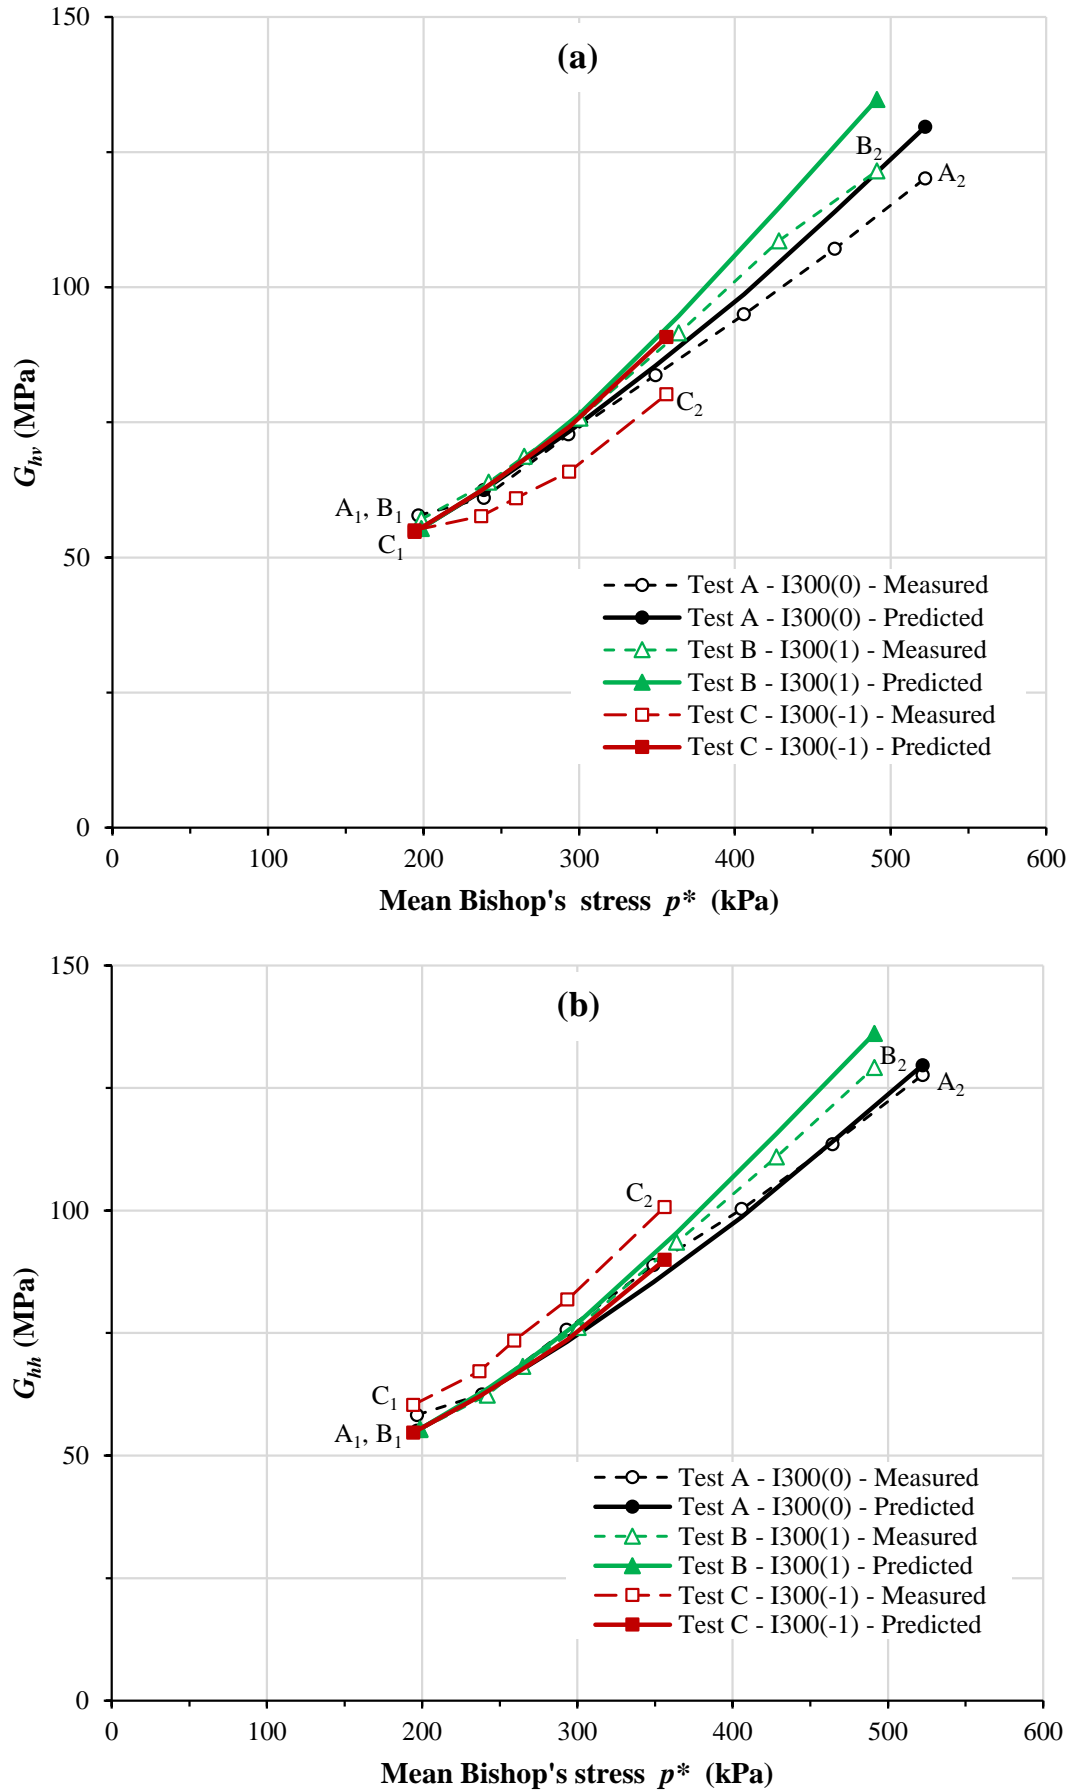 (a)
150
100
50
0
G_hv (MPa)
B₂
A₂
C₂
A₁, B₁
C₁
Test A - I300(0) - Measured
Test A - I300(0) - Predicted
Test B - I300(1) - Measured
Test B - I300(1) - Predicted
Test C - I300(-1) - Measured
Test C - I300(-1) - Predicted
0 100 200 300 400 500 600
Mean Bishop's stress p* (kPa)
(b)
150
100
50
0
G_hh (MPa)
B₂
A₂
C₂
C₁
A₁, B₁
Test A - I300(0) - Measured
Test A - I300(0) - Predicted
Test B - I300(1) - Measured
Test B - I300(1) - Predicted
Test C - I300(-1) - Measured
Test C - I300(-1) - Predicted
0 100 200 300 400 500 600
Mean Bishop's stress p* (kPa)